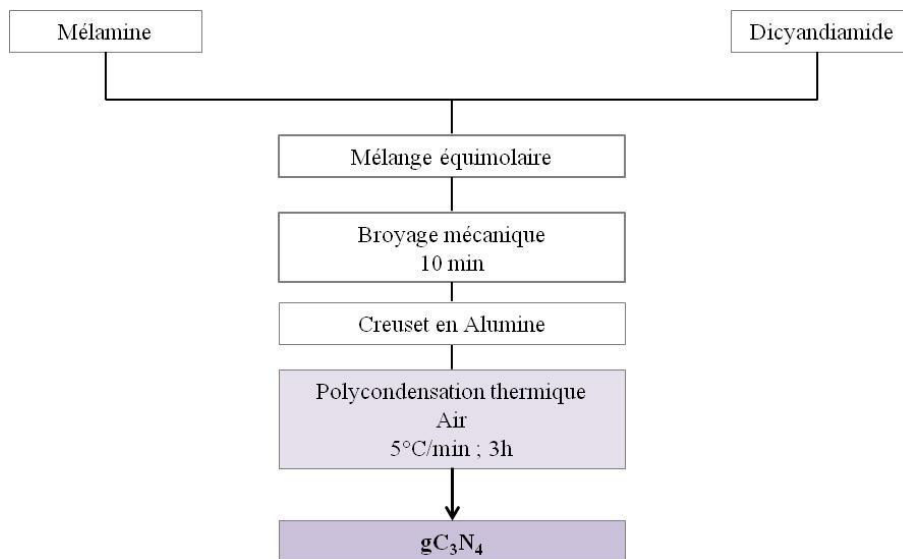 Mélamine
Dicyandiamide
Mélange équimolaire
Broyage mécanique
10 min
Creuset en Alumine
Polycondensation thermique
Air
5°C/min ; 3h
gC₃N₄